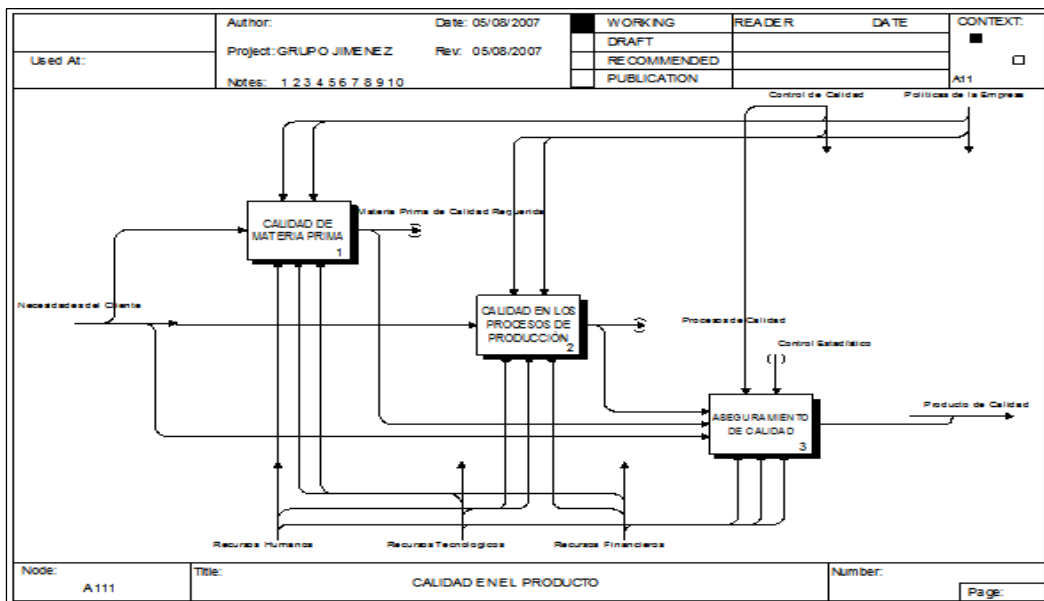 Used At:
Author:
Date: 05/08/2007
Project: GRUPO JIMENEZ
Rev: 05/08/2007
Notes: 1 2 3 4 5 6 7 8 9 10
WORKING
DRAFT
RECOMMENDED
PUBLICATION
READER
DATE
CONTEXT:
A11
Control de Calidad
Políticas de la Empresa
CALIDAD DE
MATERIA PRIMA
1
Materia Prima de Calidad Requerida
Necesidades del Cliente
CALIDAD EN LOS
PROCESOS DE
PRODUCCIÓN
2
Procesos de Calidad
Control Estadístico
ASEGURAMIENTO
DE CALIDAD
3
Producto de Calidad
Recursos Humanos
Recursos Tecnologicos
Recursos Financieros
Node:
A111
Title:
CALIDAD EN EL PRODUCTO
Number:
Page: